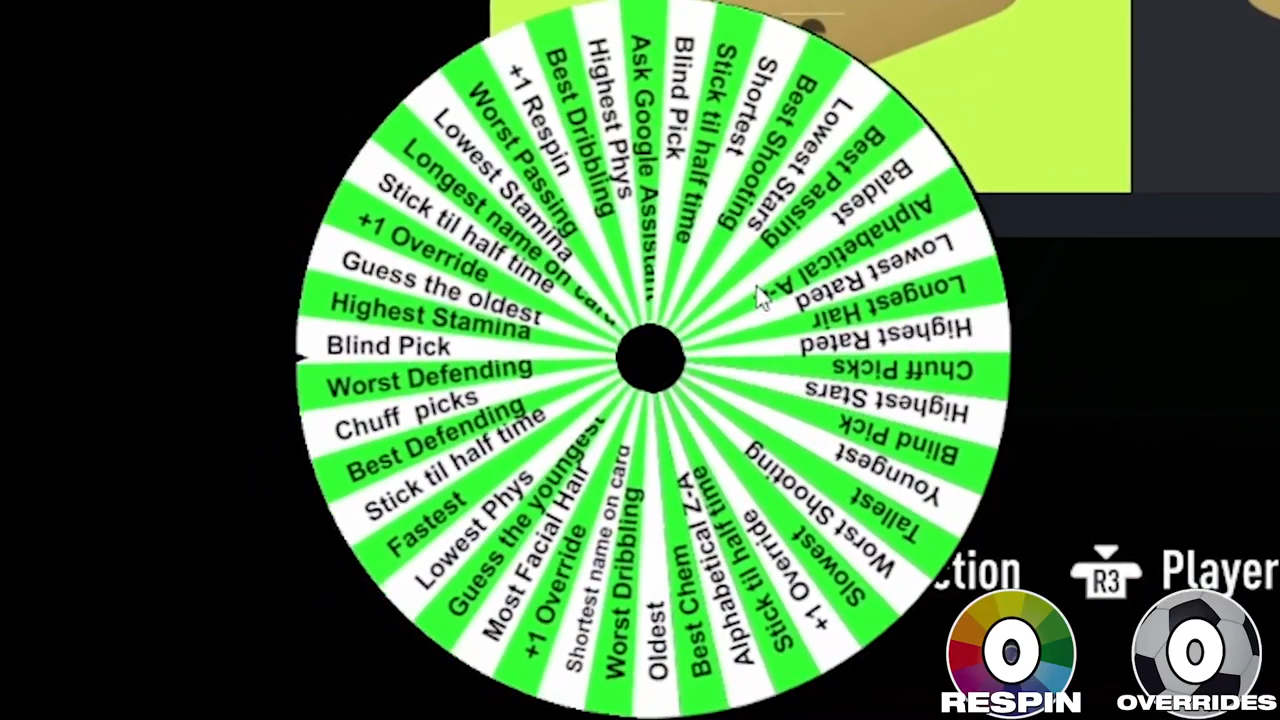 Ask Google Assistant
Blind Pick
Stick til half time
Shortest
Best Shooting
Lowest Stars
Best Passing
Baldest
Alphabetical A-
Lowest Rated
Longest Hair
Highest Rated
Chuff Picks
Highest Stars
Blind Pick
Youngest
Tallest
Worst Shooting
Slowest
+1 Override
Stick til half time
Alphabetical Z-A
Best Chem
Oldest
Worst Dribbling
Shortest name on card
+1 Override
Most Facial Hair
Guess the youngest
Lowest Phys
Fastest
Stick til half time
Best Defending
Chuff picks
Worst Defending
Blind Pick
Highest Stamina
Guess the oldest
+1 Override
Stick til half time
Longest name on card
Lowest Stamina
Worst Passing
+1 Respin
Best Dribbling
Highest Phys
ction
R3
Player
0
RESPIN
0
OVERRIDES